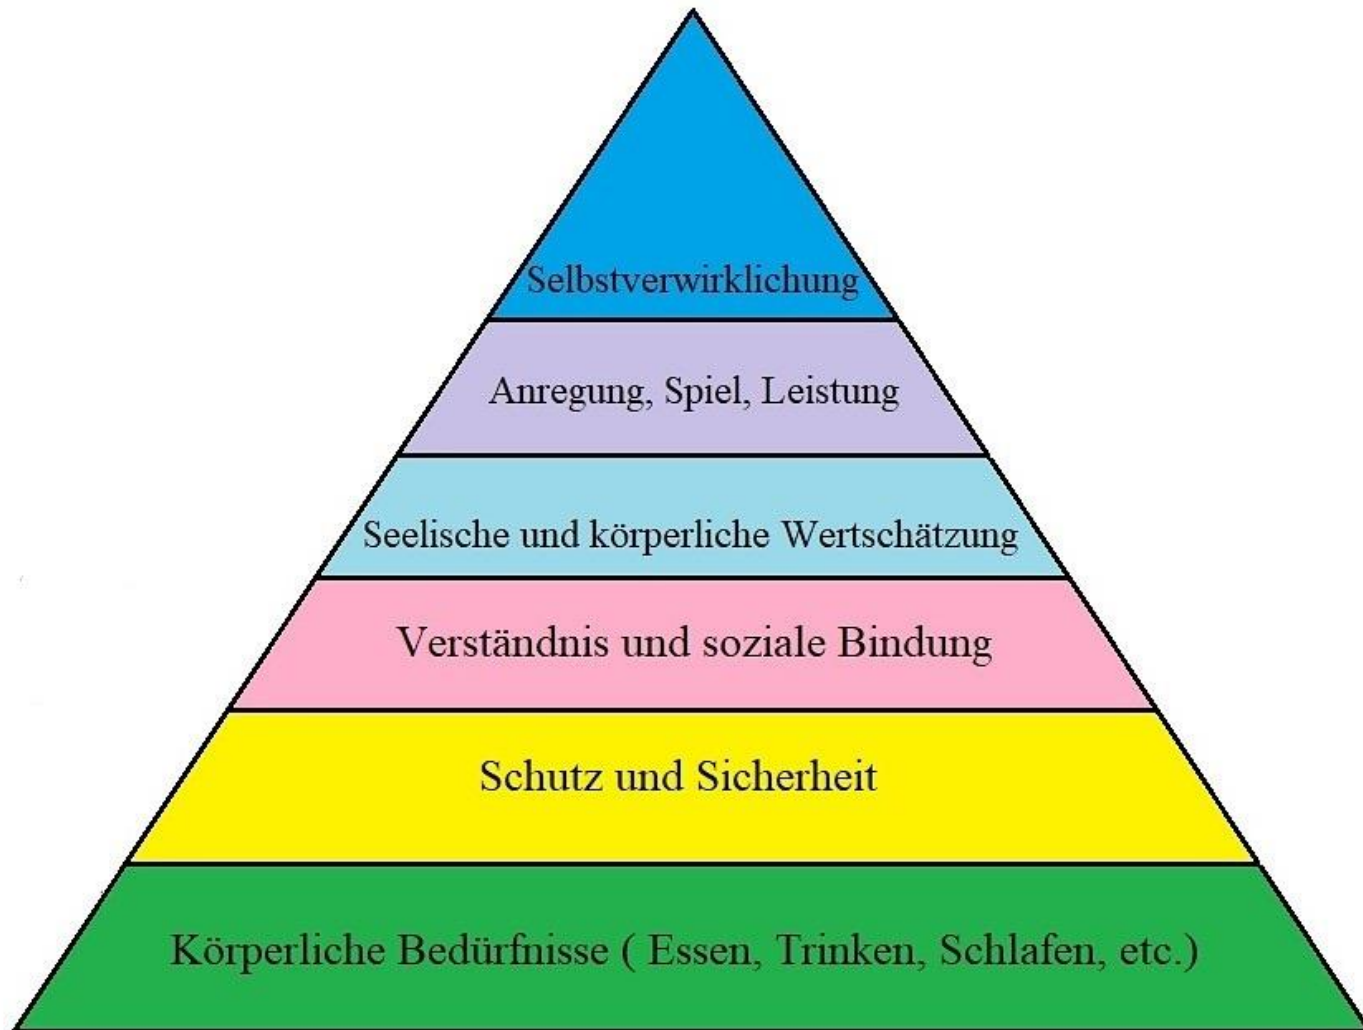 Selbstverwirklichung
Anregung, Spiel, Leistung
Seelische und körperliche Wertschätzung
Verständnis und soziale Bindung
Schutz und Sicherheit
Körperliche Bedürfnisse ( Essen, Trinken, Schlafen, etc.)